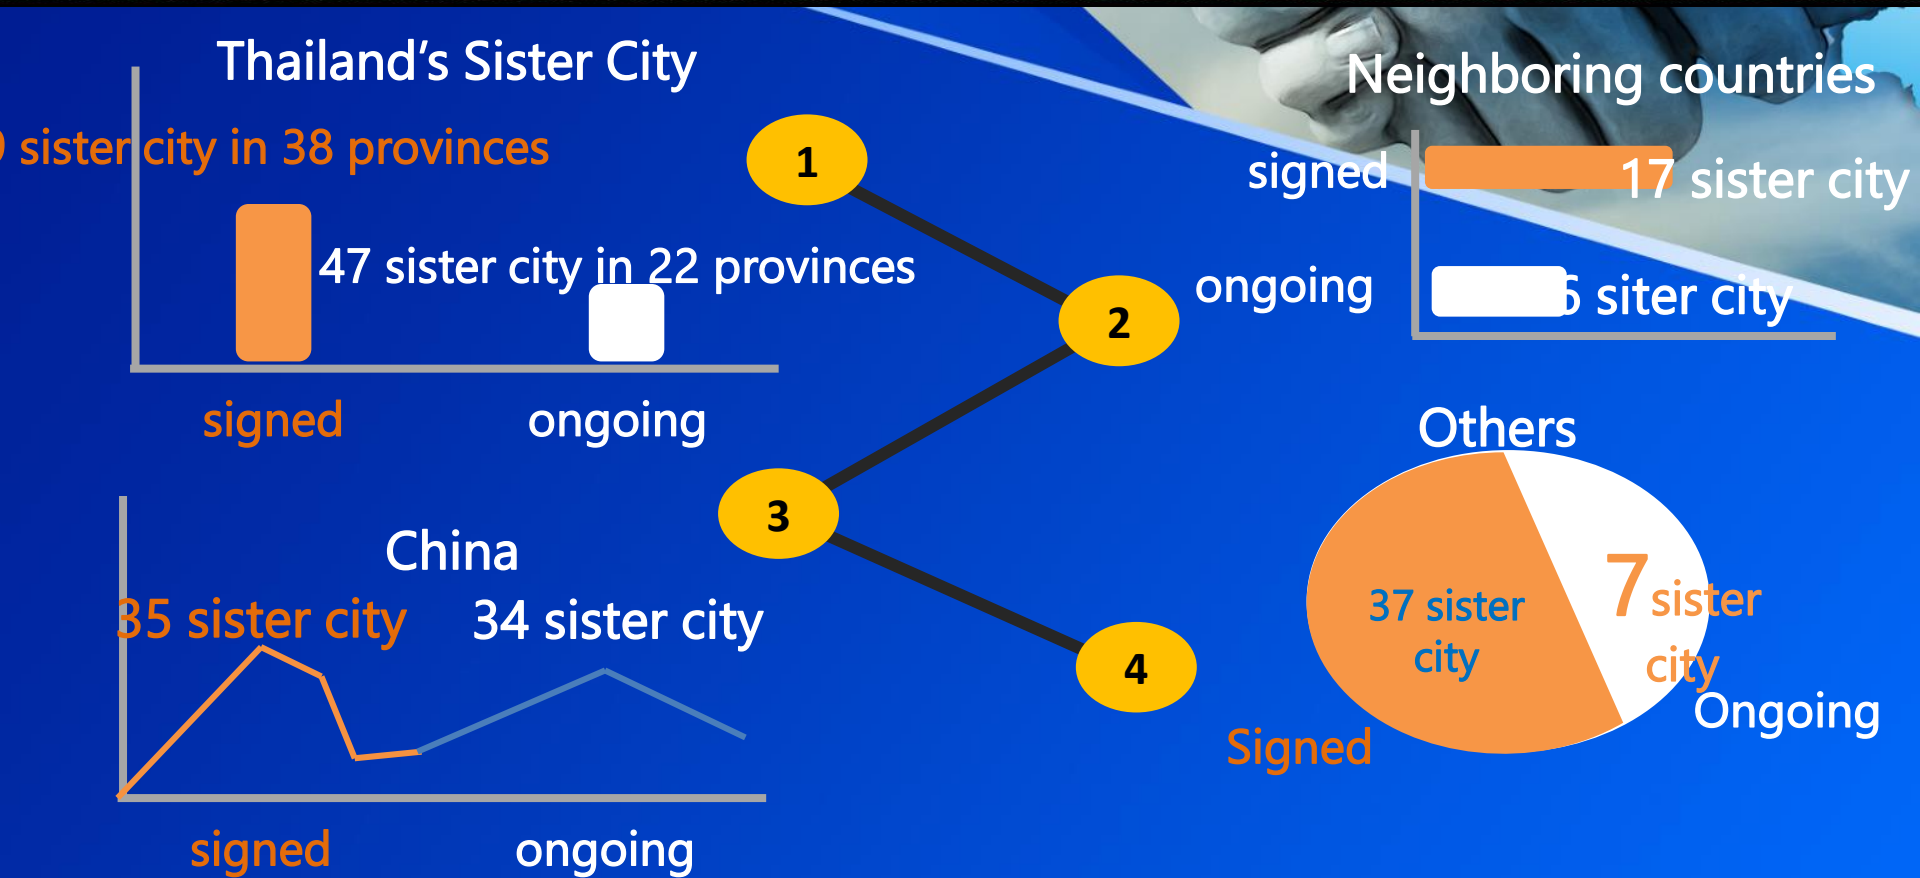 Thailand's Sister City
sister city in 38 provinces
47 sister city in 22 provinces
signed
ongoing
1
2
3
4
Neighboring countries
signed
17 sister city
ongoing
6 siter city
China
35 sister city
34 sister city
signed
ongoing
Others
37 sister
city
7 sister
city
Signed
Ongoing